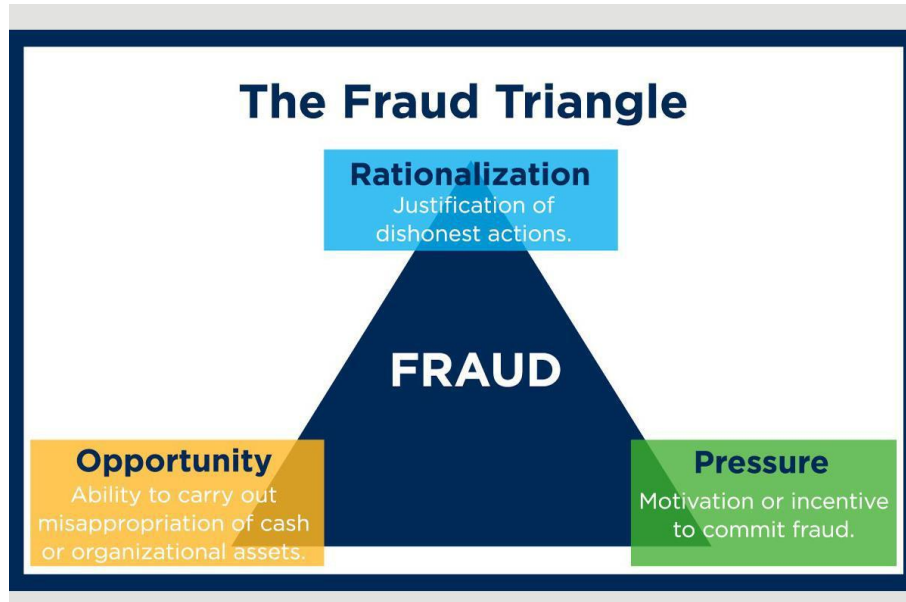 The Fraud Triangle
Rationalization
Justification of
dishonest actions.
FRAUD
Opportunity
Ability to carry out
misappropriation of cash
or organizational assets.
Pressure
Motivation or incentive
to commit fraud.